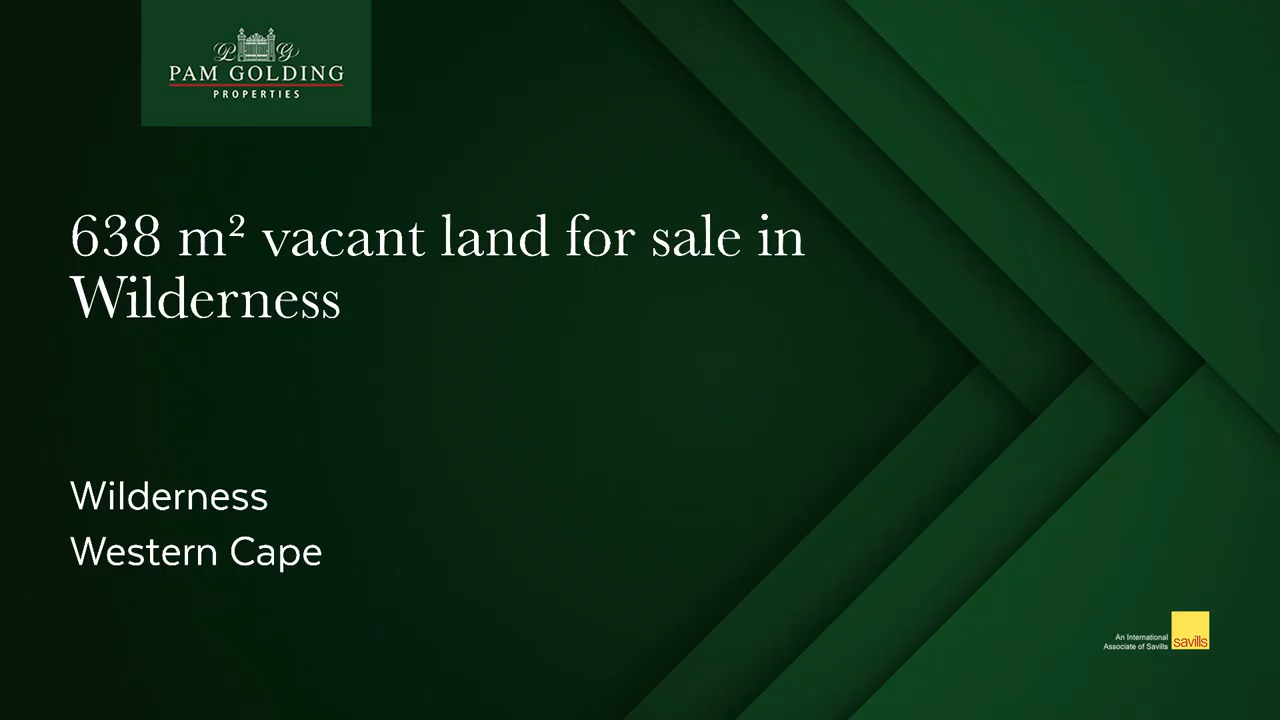 P G
PAM GOLDING
PROPERTIES
638 m² vacant land for sale in
Wilderness
Wilderness
Western Cape
An International
Associate of Savills
savills